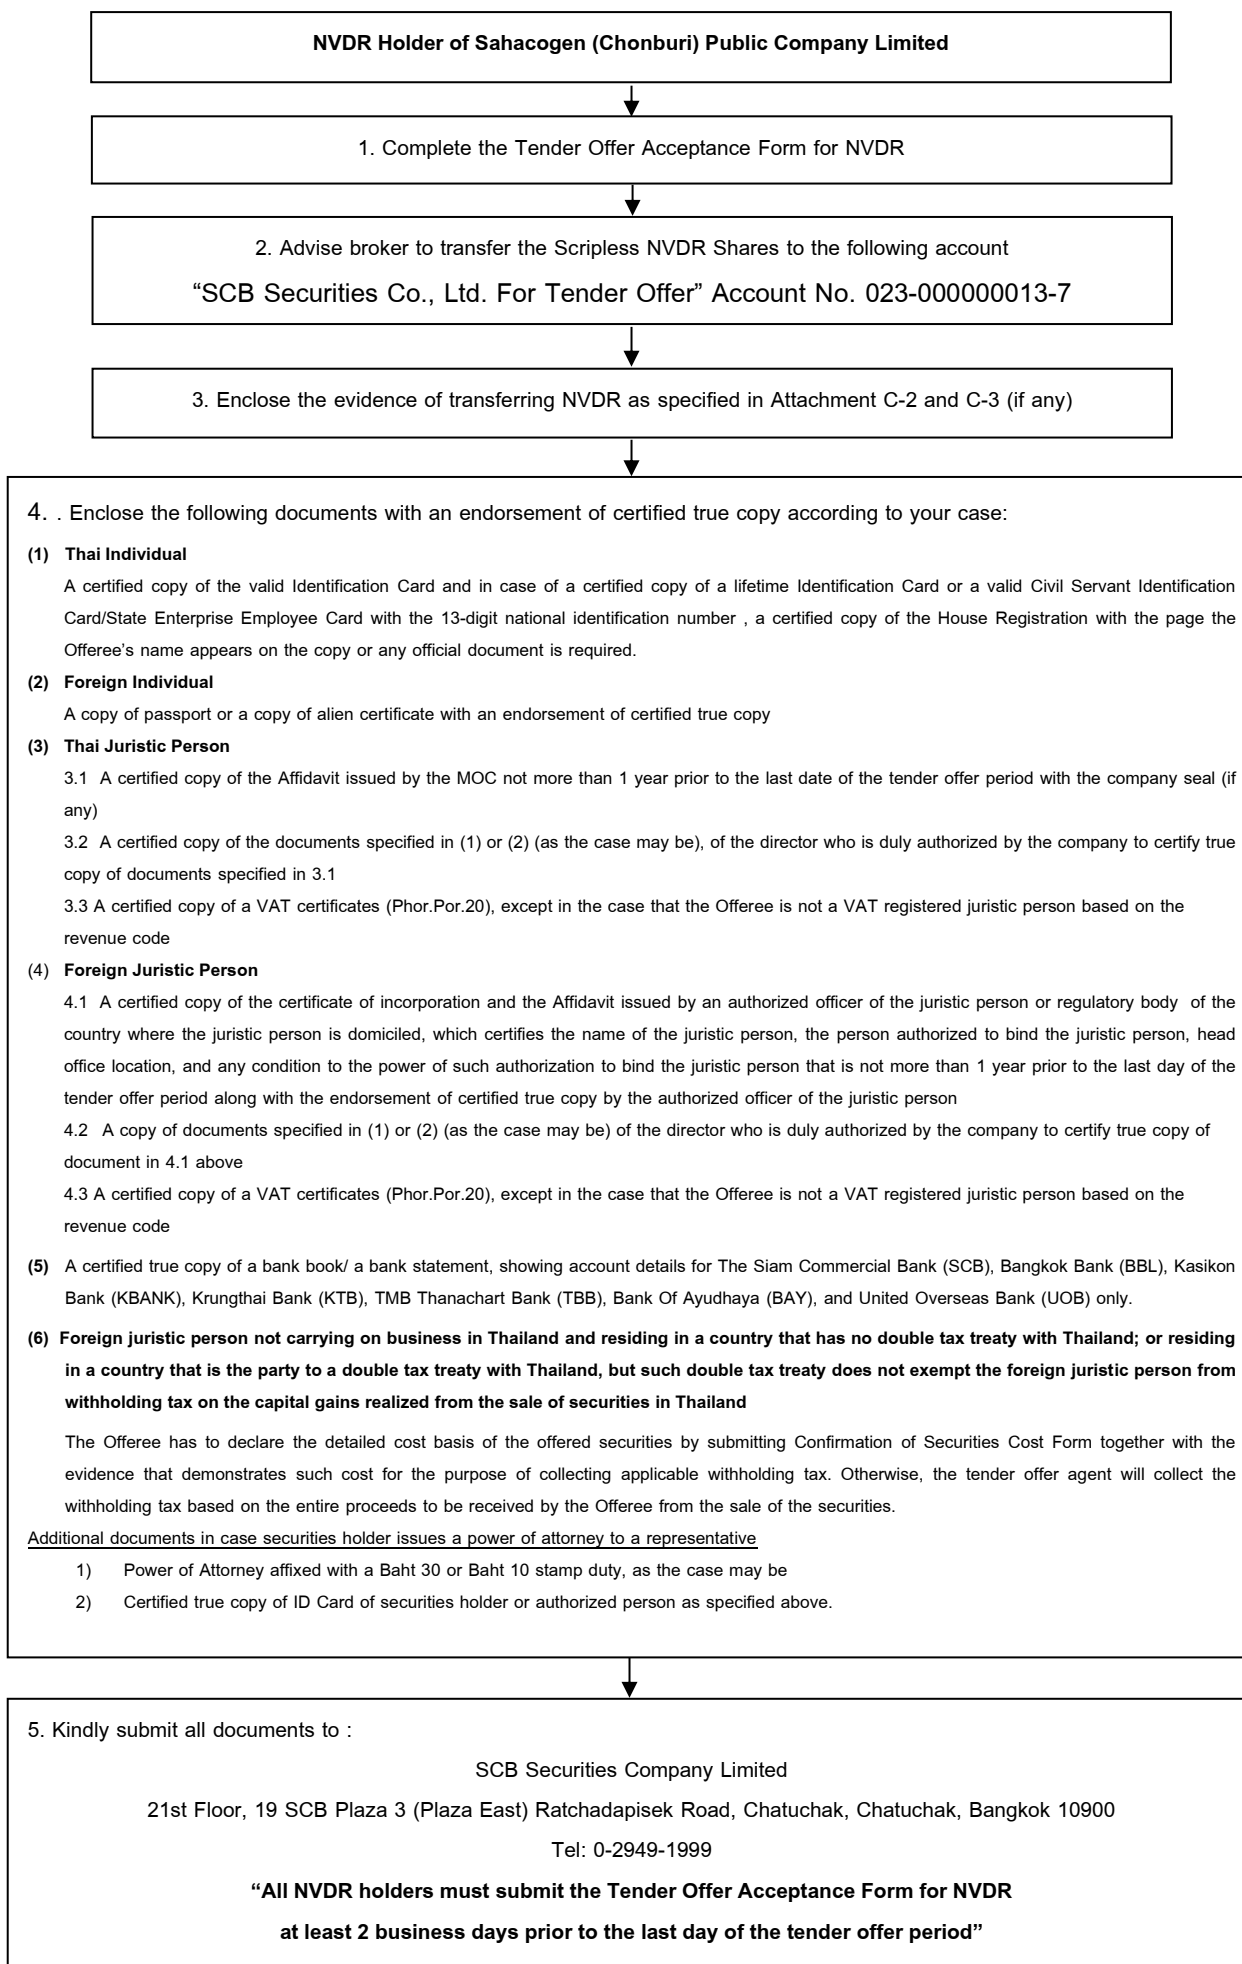 NVDR Holder of Sahacogen (Chonburi) Public Company Limited
1. Complete the Tender Offer Acceptance Form for NVDR
2. Advise broker to transfer the Scripless NVDR Shares to the following account
“SCB Securities Co., Ltd. For Tender Offer” Account No. 023-000000013-7
3. Enclose the evidence of transferring NVDR as specified in Attachment C-2 and C-3 (if any)
4. . Enclose the following documents with an endorsement of certified true copy according to your case:
(1) Thai Individual
A certified copy of the valid Identification Card and in case of a certified copy of a lifetime Identification Card or a valid Civil Servant Identification
Card/State Enterprise Employee Card with the 13-digit national identification number , a certified copy of the House Registration with the page the
Offeree’s name appears on the copy or any official document is required.
(2) Foreign Individual
A copy of passport or a copy of alien certificate with an endorsement of certified true copy
(3) Thai Juristic Person
3.1 A certified copy of the Affidavit issued by the MOC not more than 1 year prior to the last date of the tender offer period with the company seal (if
any)
3.2 A certified copy of the documents specified in (1) or (2) (as the case may be), of the director who is duly authorized by the company to certify true
copy of documents specified in 3.1
3.3 A certified copy of a VAT certificates (Phor.Por.20), except in the case that the Offeree is not a VAT registered juristic person based on the
revenue code
(4) Foreign Juristic Person
4.1 A certified copy of the certificate of incorporation and the Affidavit issued by an authorized officer of the juristic person or regulatory body of the
country where the juristic person is domiciled, which certifies the name of the juristic person, the person authorized to bind the juristic person, head
office location, and any condition to the power of such authorization to bind the juristic person that is not more than 1 year prior to the last day of the
tender offer period along with the endorsement of certified true copy by the authorized officer of the juristic person
4.2 A copy of documents specified in (1) or (2) (as the case may be) of the director who is duly authorized by the company to certify true copy of
document in 4.1 above
4.3 A certified copy of a VAT certificates (Phor.Por.20), except in the case that the Offeree is not a VAT registered juristic person based on the
revenue code
(5) A certified true copy of a bank book/ a bank statement, showing account details for The Siam Commercial Bank (SCB), Bangkok Bank (BBL), Kasikon
Bank (KBANK), Krungthai Bank (KTB), TMB Thanachart Bank (TBB), Bank Of Ayudhaya (BAY), and United Overseas Bank (UOB) only.
(6) Foreign juristic person not carrying on business in Thailand and residing in a country that has no double tax treaty with Thailand; or residing
in a country that is the party to a double tax treaty with Thailand, but such double tax treaty does not exempt the foreign juristic person from
withholding tax on the capital gains realized from the sale of securities in Thailand
The Offeree has to declare the detailed cost basis of the offered securities by submitting Confirmation of Securities Cost Form together with the
evidence that demonstrates such cost for the purpose of collecting applicable withholding tax. Otherwise, the tender offer agent will collect the
withholding tax based on the entire proceeds to be received by the Offeree from the sale of the securities.
Additional documents in case securities holder issues a power of attorney to a representative
1) Power of Attorney affixed with a Baht 30 or Baht 10 stamp duty, as the case may be
2) Certified true copy of ID Card of securities holder or authorized person as specified above.
5. Kindly submit all documents to :
SCB Securities Company Limited
21st Floor, 19 SCB Plaza 3 (Plaza East) Ratchadapisek Road, Chatuchak, Chatuchak, Bangkok 10900
Tel: 0-2949-1999
“All NVDR holders must submit the Tender Offer Acceptance Form for NVDR
at least 2 business days prior to the last day of the tender offer period”